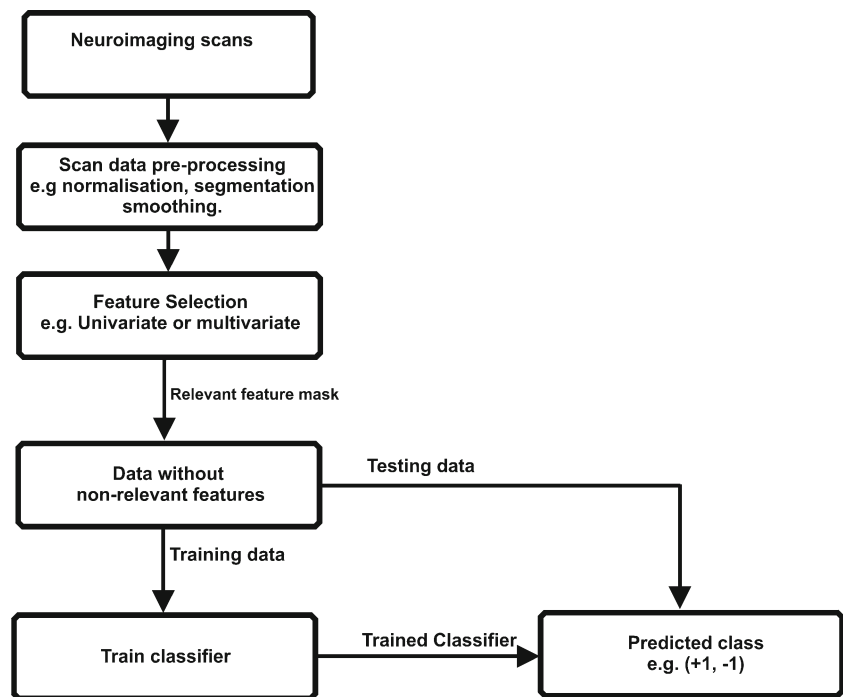 Neuroimaging scans
Scan data pre-processing
e.g normalisation, segmentation
smoothing.
Feature Selection
e.g. Univariate or multivariate
Relevant feature mask
Data without
non-relevant features
Testing data
Training data
Train classifier
Trained Classifier
Predicted class
e.g. (+1, -1)